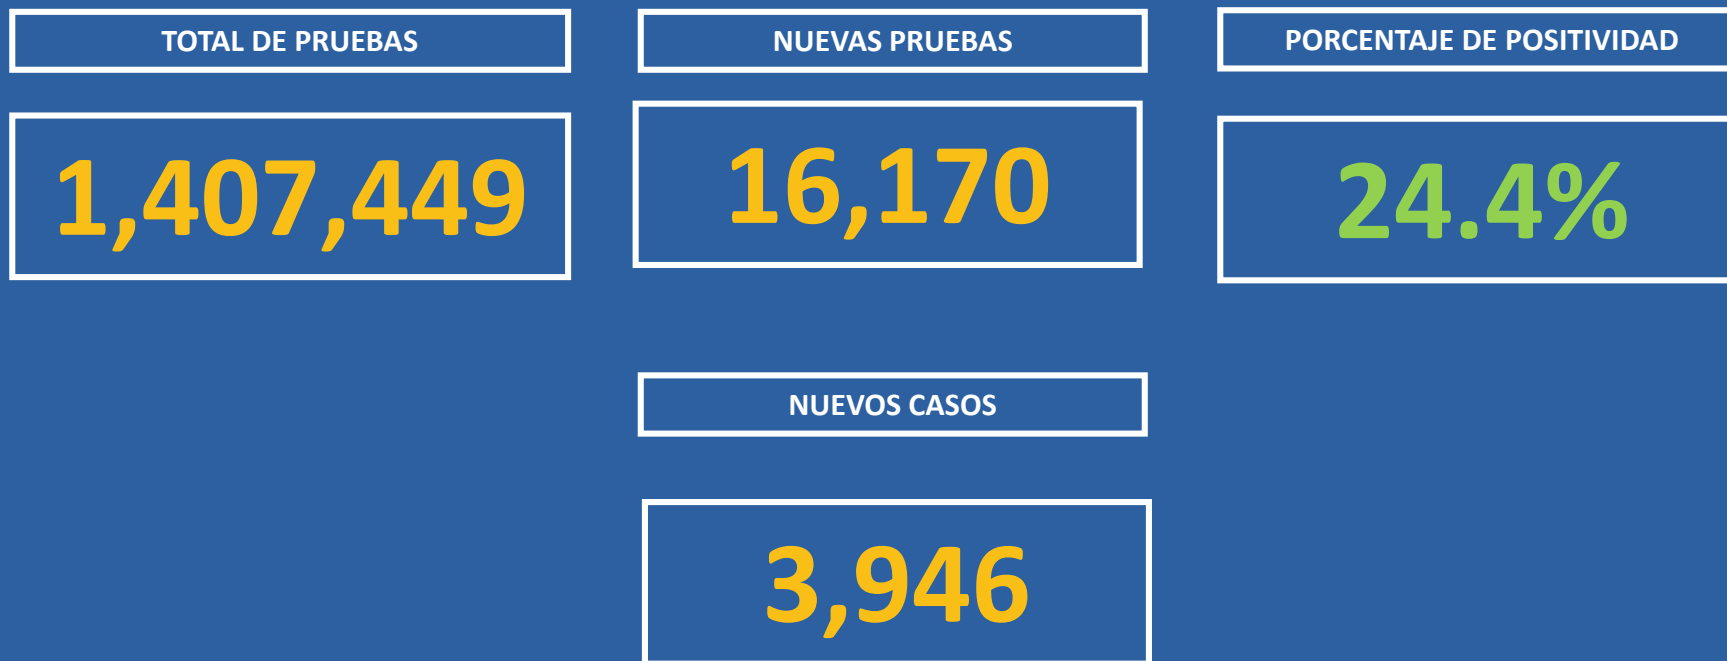 TOTAL DE PRUEBAS
1,407,449
NUEVAS PRUEBAS
16,170
PORCENTAJE DE POSITIVIDAD
24.4%
NUEVOS CASOS
3,946